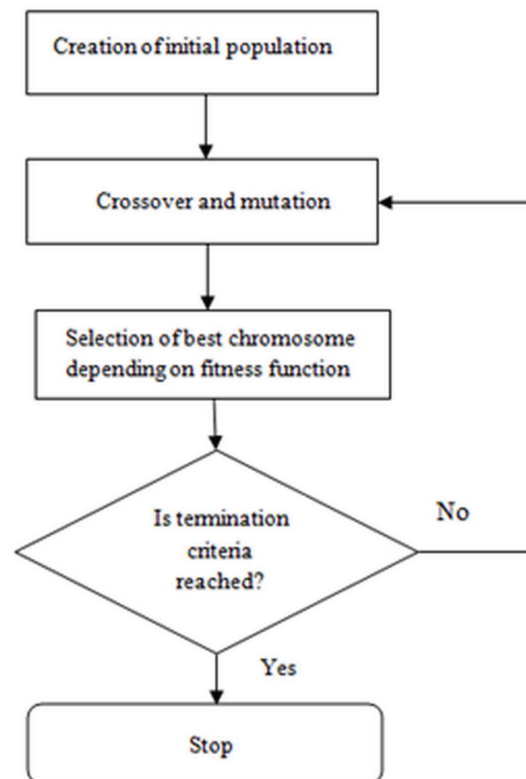 Creation of initial population
Crossover and mutation
Selection of best chromosome
depending on fitness function
Is termination
criteria
reached?
No
Yes
Stop